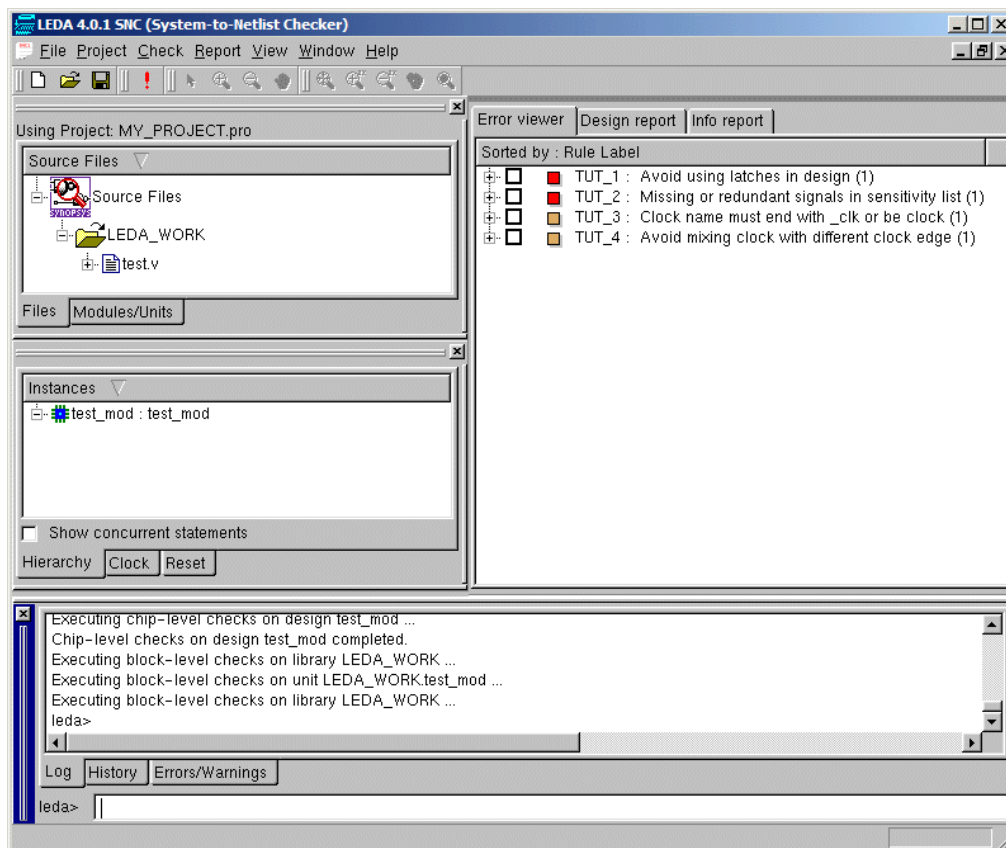 LEDA 4.0.1 SNC (System-to-Netlist Checker)
File Project Check Report View Window Help
Using Project: MY_PROJECT.pro
Source Files
SYNOPSYS
Source Files
LEDA_WORK
test.v
Files Modules/Units
Instances
test_mod : test_mod
Show concurrent statements
Hierarchy Clock Reset
Error viewer Design report Info report
Sorted by : Rule Label
TUT_1 : Avoid using latches in design (1)
TUT_2 : Missing or redundant signals in sensitivity list (1)
TUT_3 : Clock name must end with _clk or be clock (1)
TUT_4 : Avoid mixing clock with different clock edge (1)
Executing chip-level checks on design test_mod ...
Chip-level checks on design test_mod completed.
Executing block-level checks on library LEDA_WORK ...
Executing block-level checks on unit LEDA_WORK.test_mod ...
Executing block-level checks on library LEDA_WORK ...
leda>
Log History Errors/Warnings
leda>